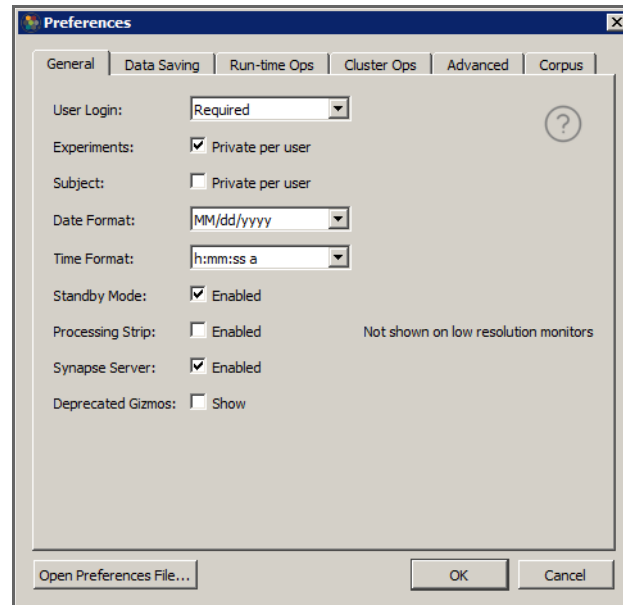 Preferences
General Data Saving Run-time Ops Cluster Ops Advanced Corpus
User Login: Required
?
Experiments: Private per user
Subject: Private per user
Date Format: MM/dd/yyyy
Time Format: h:mm:ss a
Standby Mode: Enabled
Processing Strip: Enabled Not shown on low resolution monitors
Synapse Server: Enabled
Deprecated Gizmos: Show
Open Preferences File... OK Cancel